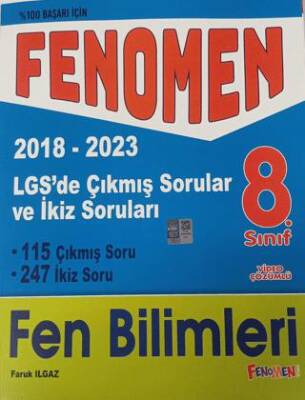 %100 BAŞARI İÇİN
FENOMEN
2018 - 2023
LGS'de Çıkmış Sorular
ve İkiz Soruları
• 115 Çıkmış Soru
• 247 İkiz Soru
8.
Sınıf
VİDEO
ÇÖZÜMLÜ
Fen Bilimleri
Faruk ILGAZ
FENOMEN